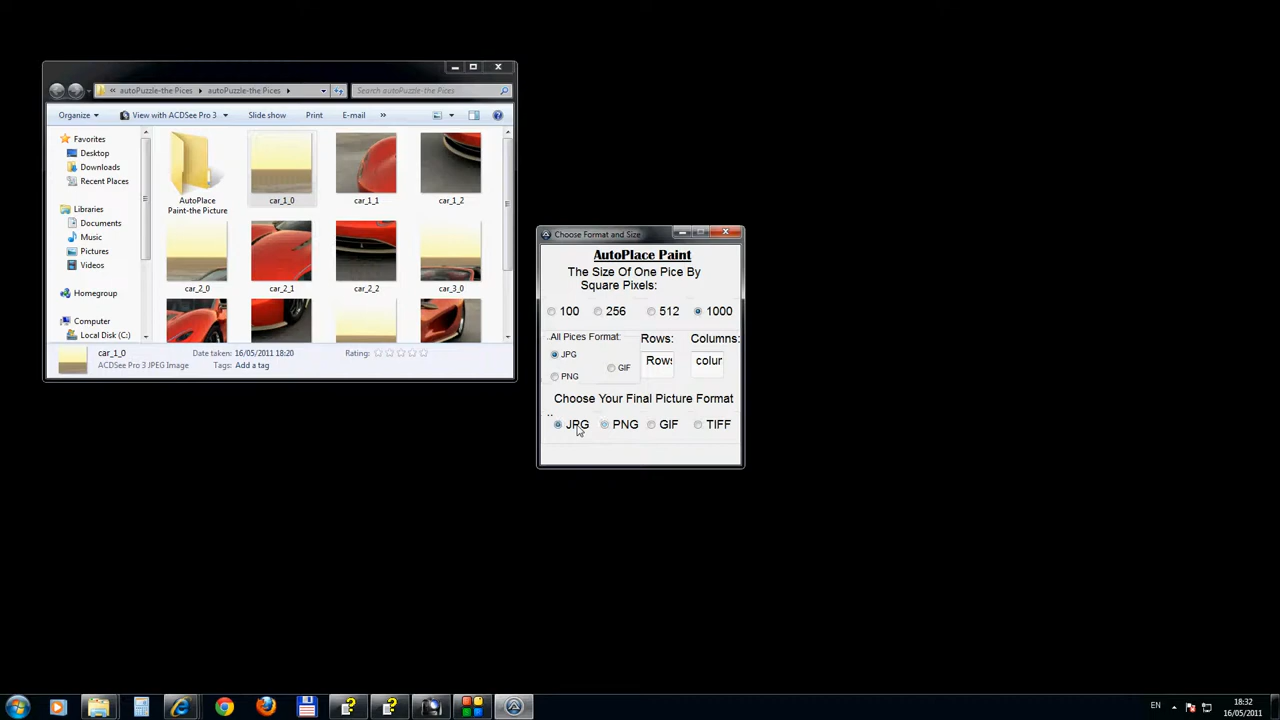 autoPuzzle-the Pices
autoPuzzle-the Pices
Search autoPuzzle-the Pices
Organize
View with ACDSee Pro 3
Slide show
Print
E-mail
»
Favorites
Desktop
Downloads
Recent Places
Libraries
Documents
Music
Pictures
Videos
Homegroup
Computer
Local Disk (C:)
AutoPlace
Paint-the Picture
car_1_0
car_1_1
car_1_2
car_2_0
car_2_1
car_2_2
car_3_0
car_1_0
ACDSee Pro 3 JPEG Image
Date taken: 16/05/2011 18:20
Tags: Add a tag
Rating:
Choose Format and Size
AutoPlace Paint
The Size Of One Pice By
Square Pixels:
100 256 512 1000
All Pices Format:
JPG
GIF
PNG
Rows:
Columns:
Rows
colur
Choose Your Final Picture Format
..
JPG PNG GIF TIFF
EN
18:32
16/05/2011